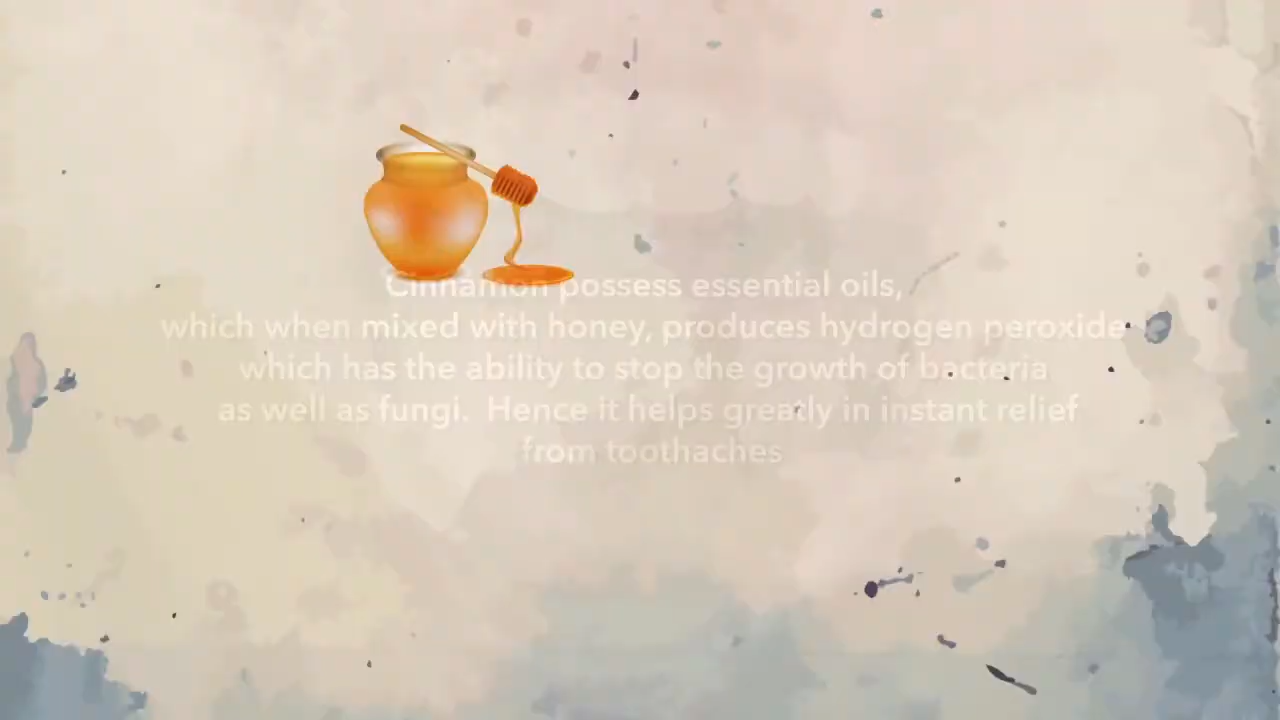 Cinnamon possess essential oils,
which when mixed with honey, produces hydrogen peroxide
which has the ability to stop the growth of bacteria
as well as fungi.  Hence it helps greatly in instant relief
from toothaches